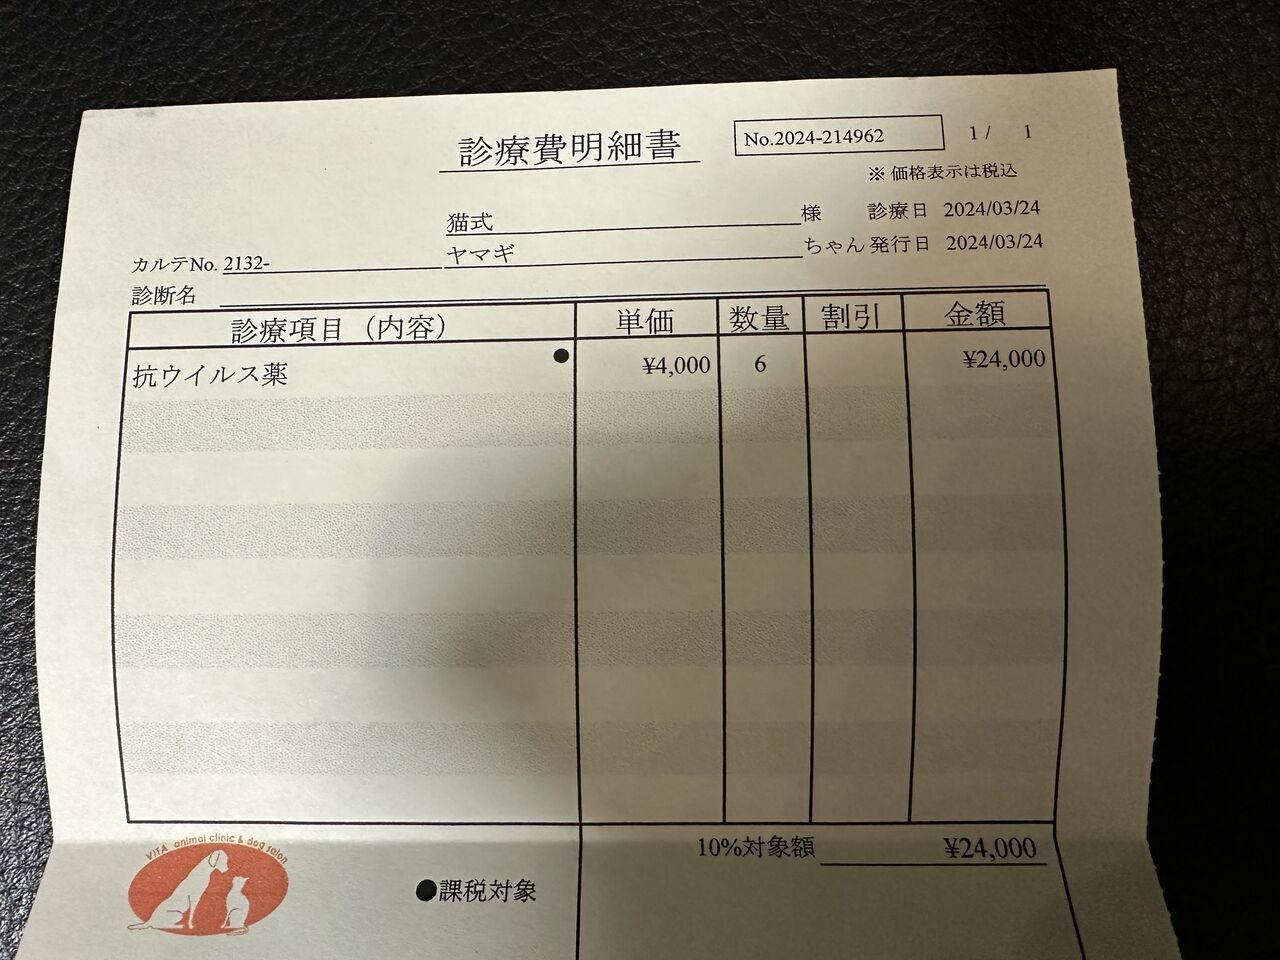 診療費明細書 No.2024-214962 1 / 1
※ 価格表示は税込
猫式 様 診療日 2024/03/24
カルテNo. 2132- ヤマギ ちゃん 発行日 2024/03/24
診断名
診療項目（内容） 単価 数量 割引 金額
抗ウイルス薬 ● ¥4,000 6 ¥24,000
10%対象額 ¥24,000
VITA animal clinic & dog salon
●課税対象